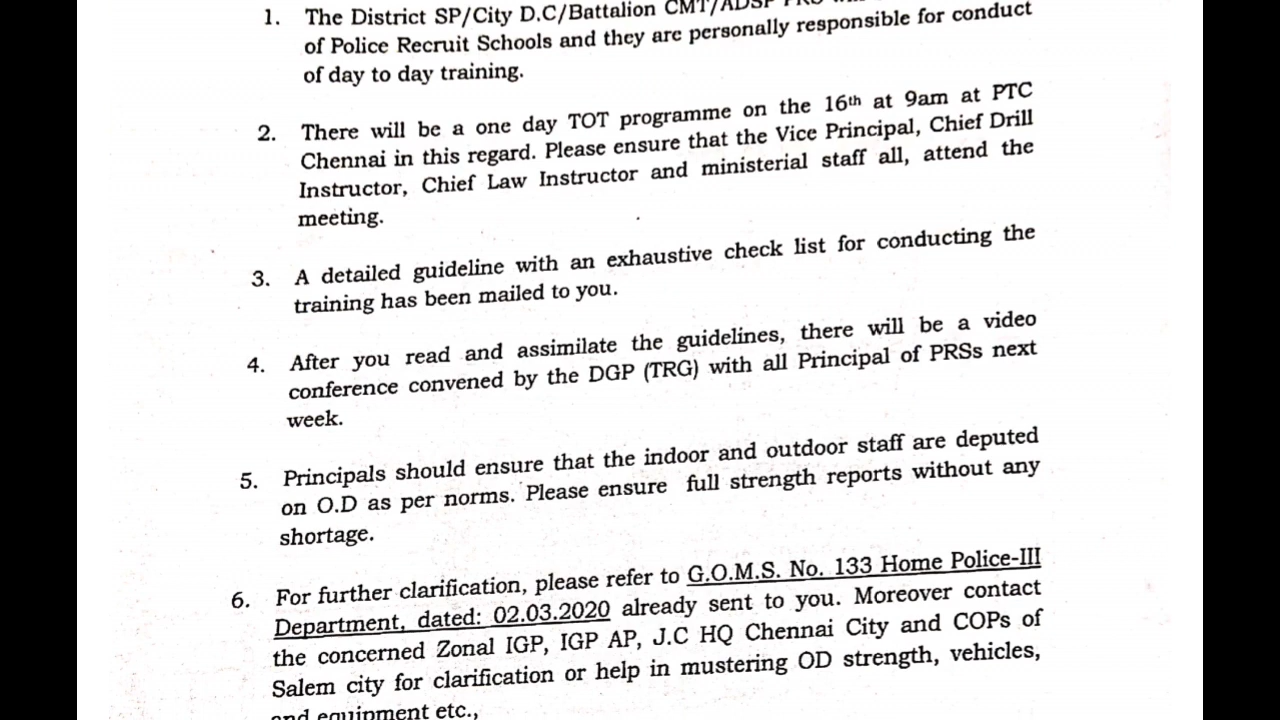 1. The District SP/City D.C/Battalion CMT/ADSP
of Police Recruit Schools and they are personally responsible for conduct
of day to day training.
2. There will be a one day TOT programme on the 16th at 9am at PTC
Chennai in this regard. Please ensure that the Vice Principal, Chief Drill
Instructor, Chief Law Instructor and ministerial staff all, attend the
meeting.
3. A detailed guideline with an exhaustive check list for conducting the
training has been mailed to you.
4. After you read and assimilate the guidelines, there will be a video
conference convened by the DGP (TRG) with all Principal of PRSs next
week.
5. Principals should ensure that the indoor and outdoor staff are deputed
on O.D as per norms. Please ensure full strength reports without any
shortage.
6. For further clarification, please refer to G.O.M.S. No. 133 Home Police-III
Department, dated: 02.03.2020 already sent to you. Moreover contact
the concerned Zonal IGP, IGP AP, J.C HQ Chennai City and COPs of
Salem city for clarification or help in mustering OD strength, vehicles,
and equipment etc.,